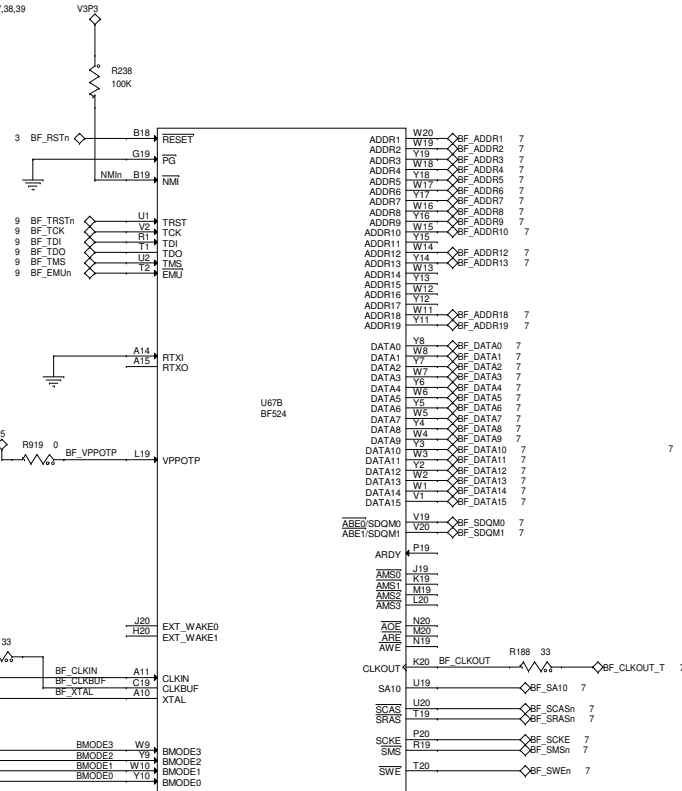 7,38,39
V3P3
R238
100K
3 BF_RSTn B18 RESET
G19 PG
NMIn B19 NMI
9 BF_TRSTn U1 TRST
9 BF_TCK V2 TCK
9 BF_TDI R1 TDI
9 BF_TDO T1 TDO
9 BF_TMS U2 TMS
9 BF_EMUn T2 EMU
A14 RTXI
A15 RTXO
U67B
BF524
5
R919 0 BF_VPPOTP L19 VPPOTP
J20 EXT_WAKE0
H20 EXT_WAKE1
33
BF_CLKIN A11 CLKIN
BF_CLKBUF C19 CLKBUF
BF_XTAL A10 XTAL
BMODE3 W9 BMODE3
BMODE2 Y9 BMODE2
BMODE1 W10 BMODE1
BMODE0 Y10 BMODE0
ADDR1 W20 BF_ADDR1 7
ADDR2 W19 BF_ADDR2 7
ADDR3 Y19 BF_ADDR3 7
ADDR4 W18 BF_ADDR4 7
ADDR5 Y18 BF_ADDR5 7
ADDR6 W17 BF_ADDR6 7
ADDR7 Y17 BF_ADDR7 7
ADDR8 W16 BF_ADDR8 7
ADDR9 Y16 BF_ADDR9 7
ADDR10 W15 BF_ADDR10 7
ADDR11 Y15
ADDR12 W14 BF_ADDR12 7
ADDR13 Y14 BF_ADDR13 7
ADDR14 W13
ADDR15 Y13
ADDR16 W12
ADDR17 Y12
ADDR18 W11 BF_ADDR18 7
ADDR19 Y11 BF_ADDR19 7
DATA0 Y8 BF_DATA0 7
DATA1 W8 BF_DATA1 7
DATA2 Y7 BF_DATA2 7
DATA3 W7 BF_DATA3 7
DATA4 Y6 BF_DATA4 7
DATA5 W6 BF_DATA5 7
DATA6 Y5 BF_DATA6 7
DATA7 W5 BF_DATA7 7
DATA8 Y4 BF_DATA8 7
DATA9 W4 BF_DATA9 7
DATA10 Y3 BF_DATA10 7
7
DATA11 W3 BF_DATA11 7
DATA12 Y2 BF_DATA12 7
DATA13 W2 BF_DATA13 7
DATA14 W1 BF_DATA14 7
DATA15 V1 BF_DATA15 7
ABE0/SDQM0 V19 BF_SDQM0 7
ABE1/SDQM1 V20 BF_SDQM1 7
ARDY P19
AMS0 J19
AMS1 K19
AMS2 M19
AMS3 L20
AOE N20
ARE M20
AWE N19
R188 33
CLKOUT K20 BF_CLKOUT BF_CLKOUT_T 7
SA10 U19 BF_SA10 7
SCAS U20 BF_SCASn 7
SRAS T19 BF_SRASn 7
SCKE P20 BF_SCKE 7
SMS R19 BF_SMSn 7
SWE T20 BF_SWEn 7